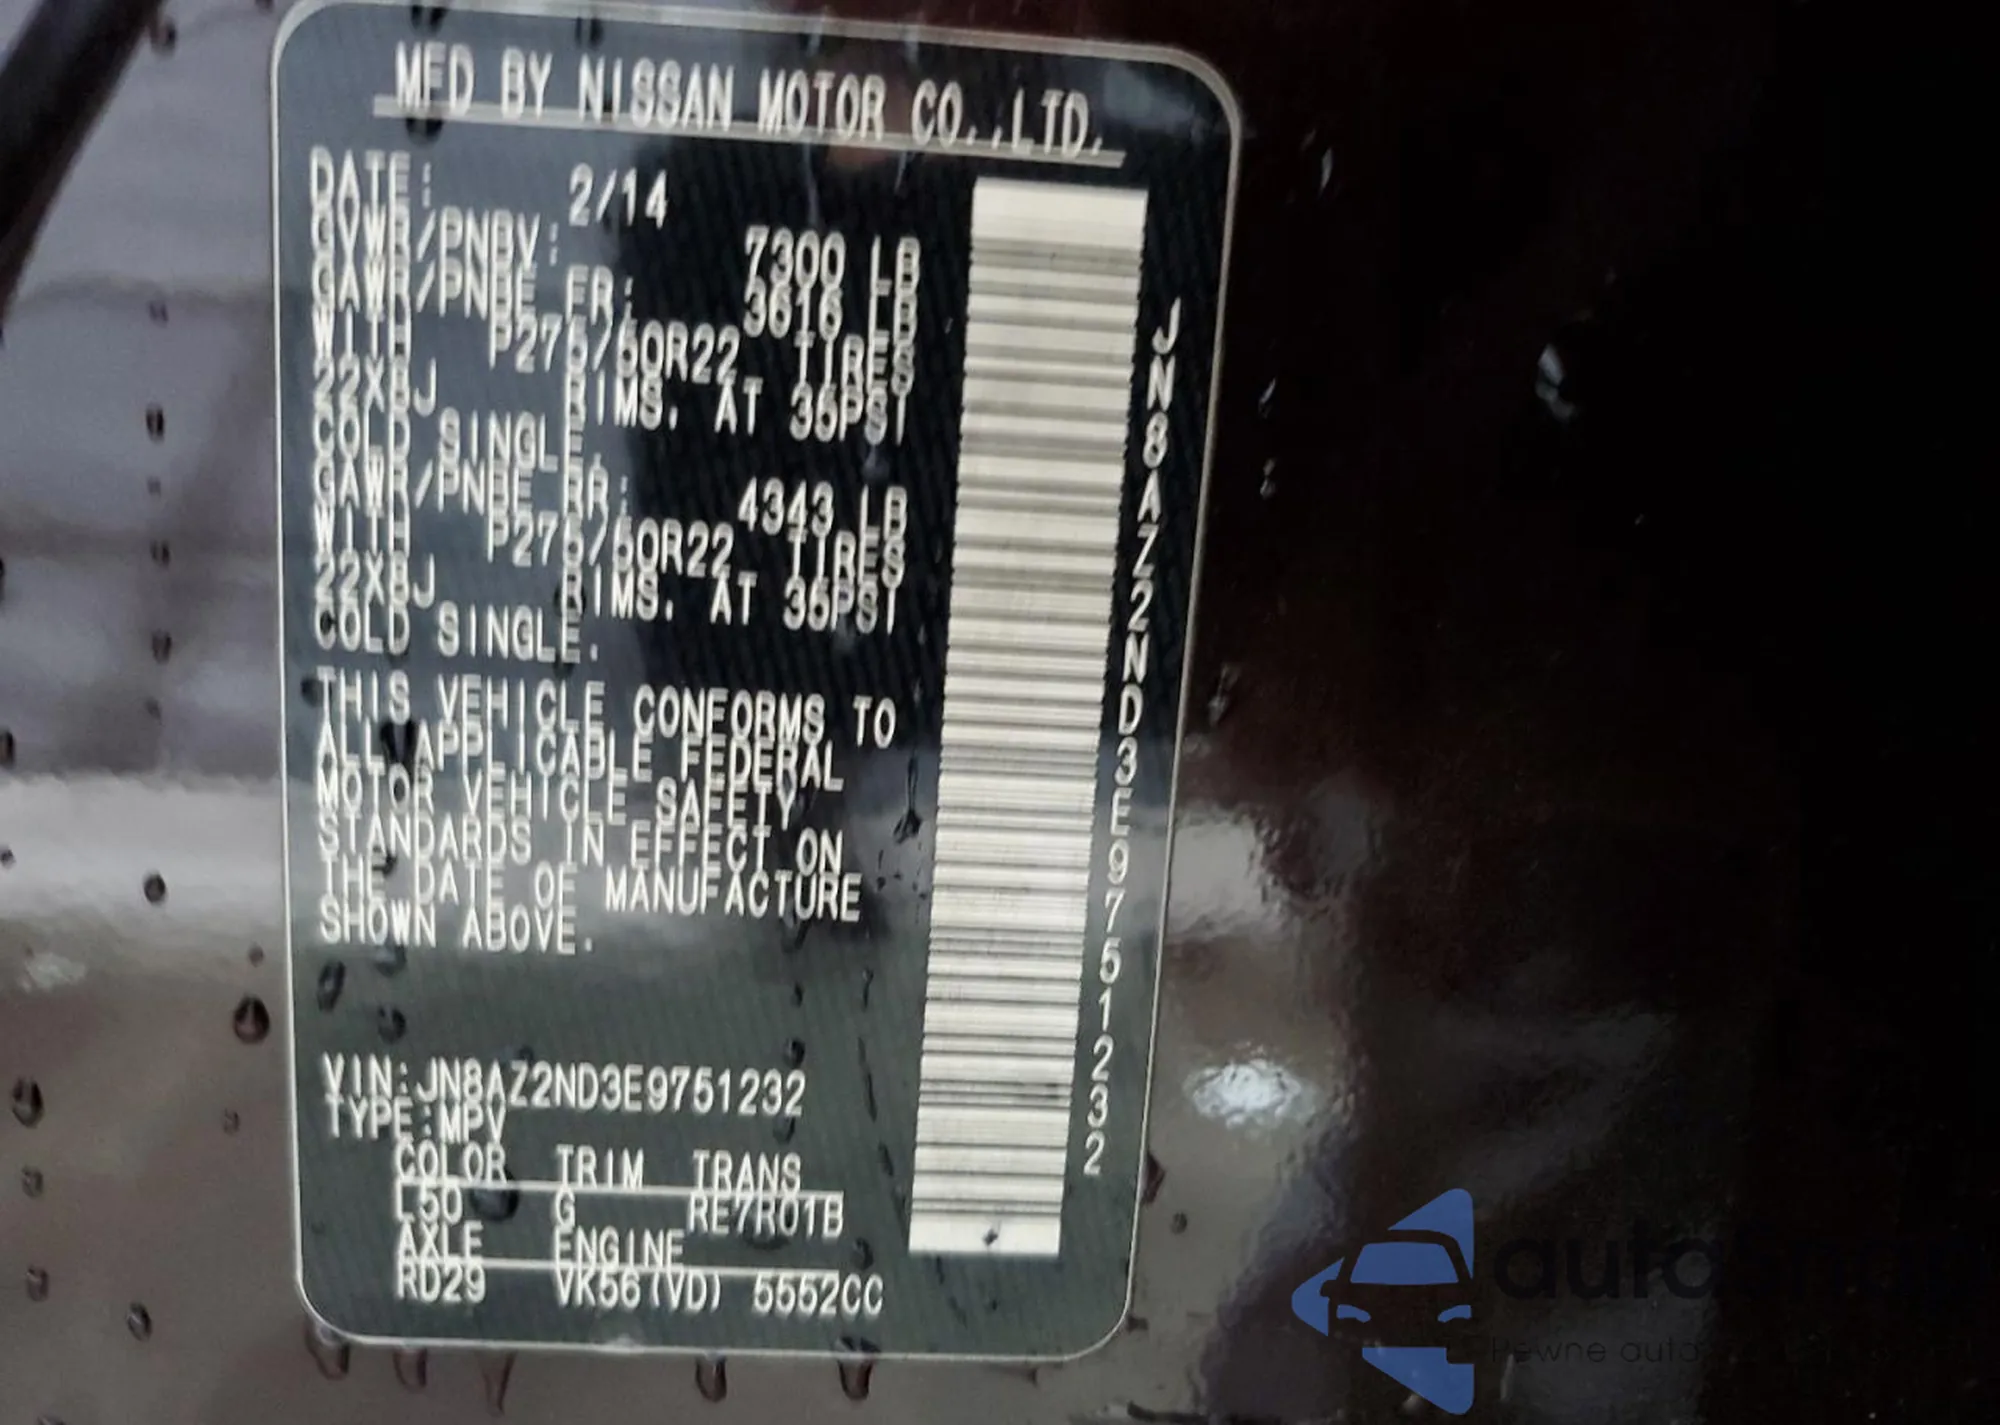 MFD BY NISSAN MOTOR CO.,LTD.
DATE: 2/14
GVWR/PNBV: 7300 LB
GAWR/PNBE FR: 3616 LB
WITH P275/50R22 TIRES
22X8J RIMS. AT 35PSI
COLD SINGLE.
GAWR/PNBE RR: 4343 LB
WITH P275/50R22 TIRES
22X8J RIMS. AT 35PSI
COLD SINGLE.
THIS VEHICLE CONFORMS TO
ALL APPLICABLE FEDERAL
MOTOR VEHICLE SAFETY
STANDARDS IN EFFECT ON
THE DATE OF MANUFACTURE
SHOWN ABOVE.
VIN:JN8AZ2ND3E9751232
TYPE:MPV
COLOR TRIM TRANS
L50 G RE7R01B
AXLE ENGINE
RD29 VK56(VD) 5552CC
JN8AZ2ND3E9751232